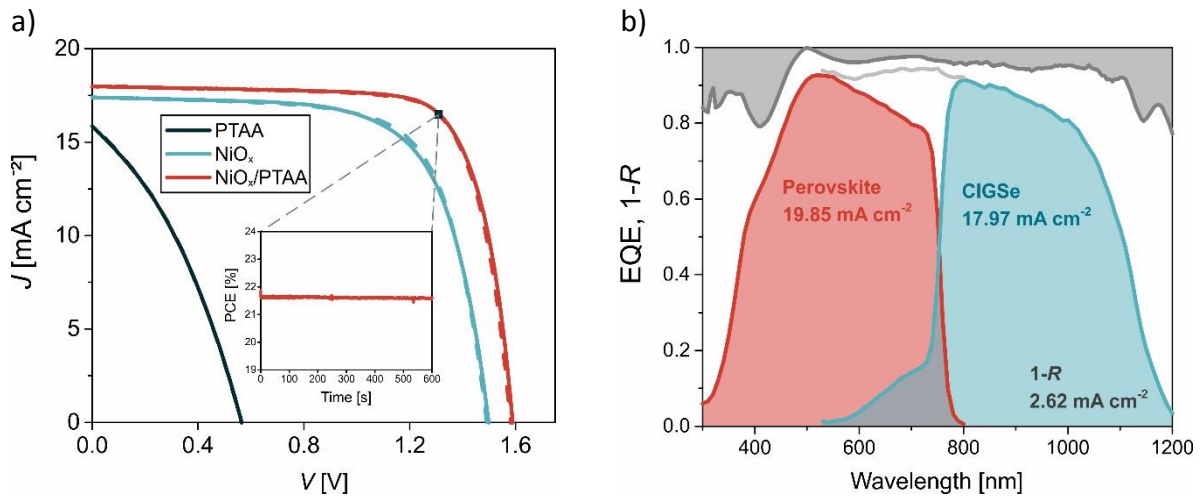 a)
20
15
10
5
0
0.0
0.4
0.8
1.2
1.6
J [mA cm⁻²]
V [V]
PTAA
NiOₓ
NiOₓ/PTAA
24
23
22
21
20
19
PCE [%]
0
100
200
300
400
500
600
Time [s]
b)
1.0
0.8
0.6
0.4
0.2
0.0
EQE, 1-R
Perovskite
19.85 mA cm⁻²
CIGSe
17.97 mA cm⁻²
1-R
2.62 mA cm⁻²
400
600
800
1000
1200
Wavelength [nm]